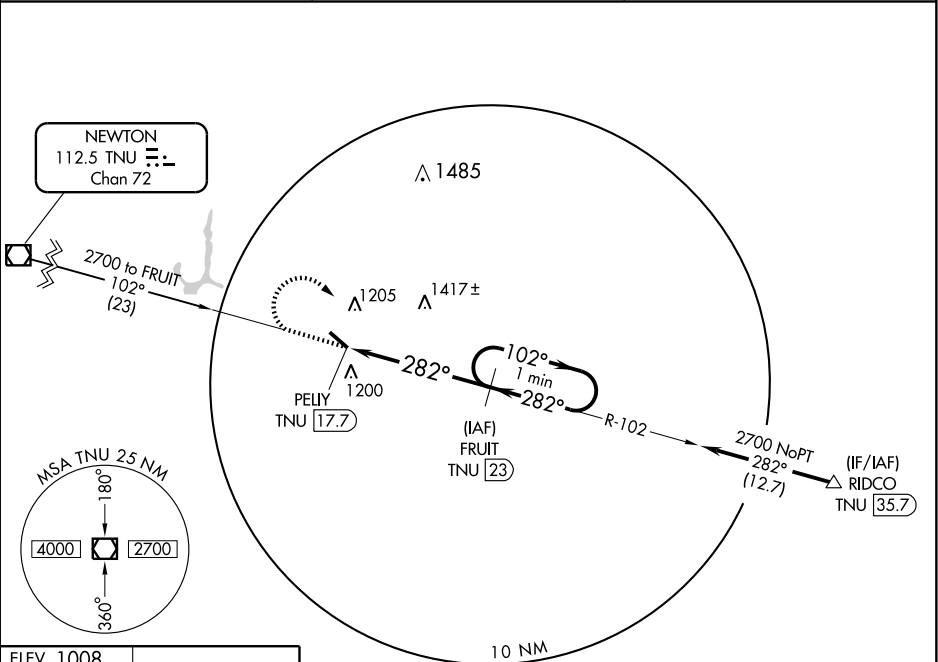 NEWTON
112.5 TNU
Chan 72
1485
2700 to FRUIT
102°
(23)
1205
1417±
282°
102°
1 min
282°
1200
PELIY
TNU 17.7
(IAF)
FRUIT
TNU 23
R-102
2700 NoPT
282°
(12.7)
(IF/IAF)
RIDCO
TNU 35.7
MSA TNU 25 NM
180°
4000
2700
360°
10 NM
ELEV 1008